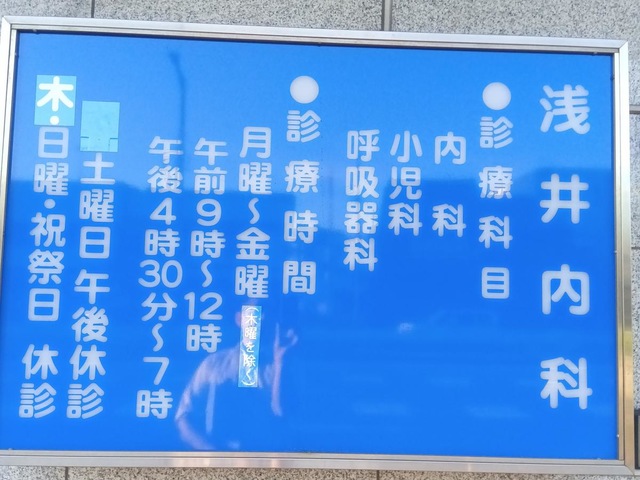 浅井内科
●診療科目
内科
小児科
呼吸器科
●診療時間
月曜～金曜(木曜を除く)
午前9時～12時
午後4時30分～7時
土曜日午後休診
木・日曜・祝祭日 休診